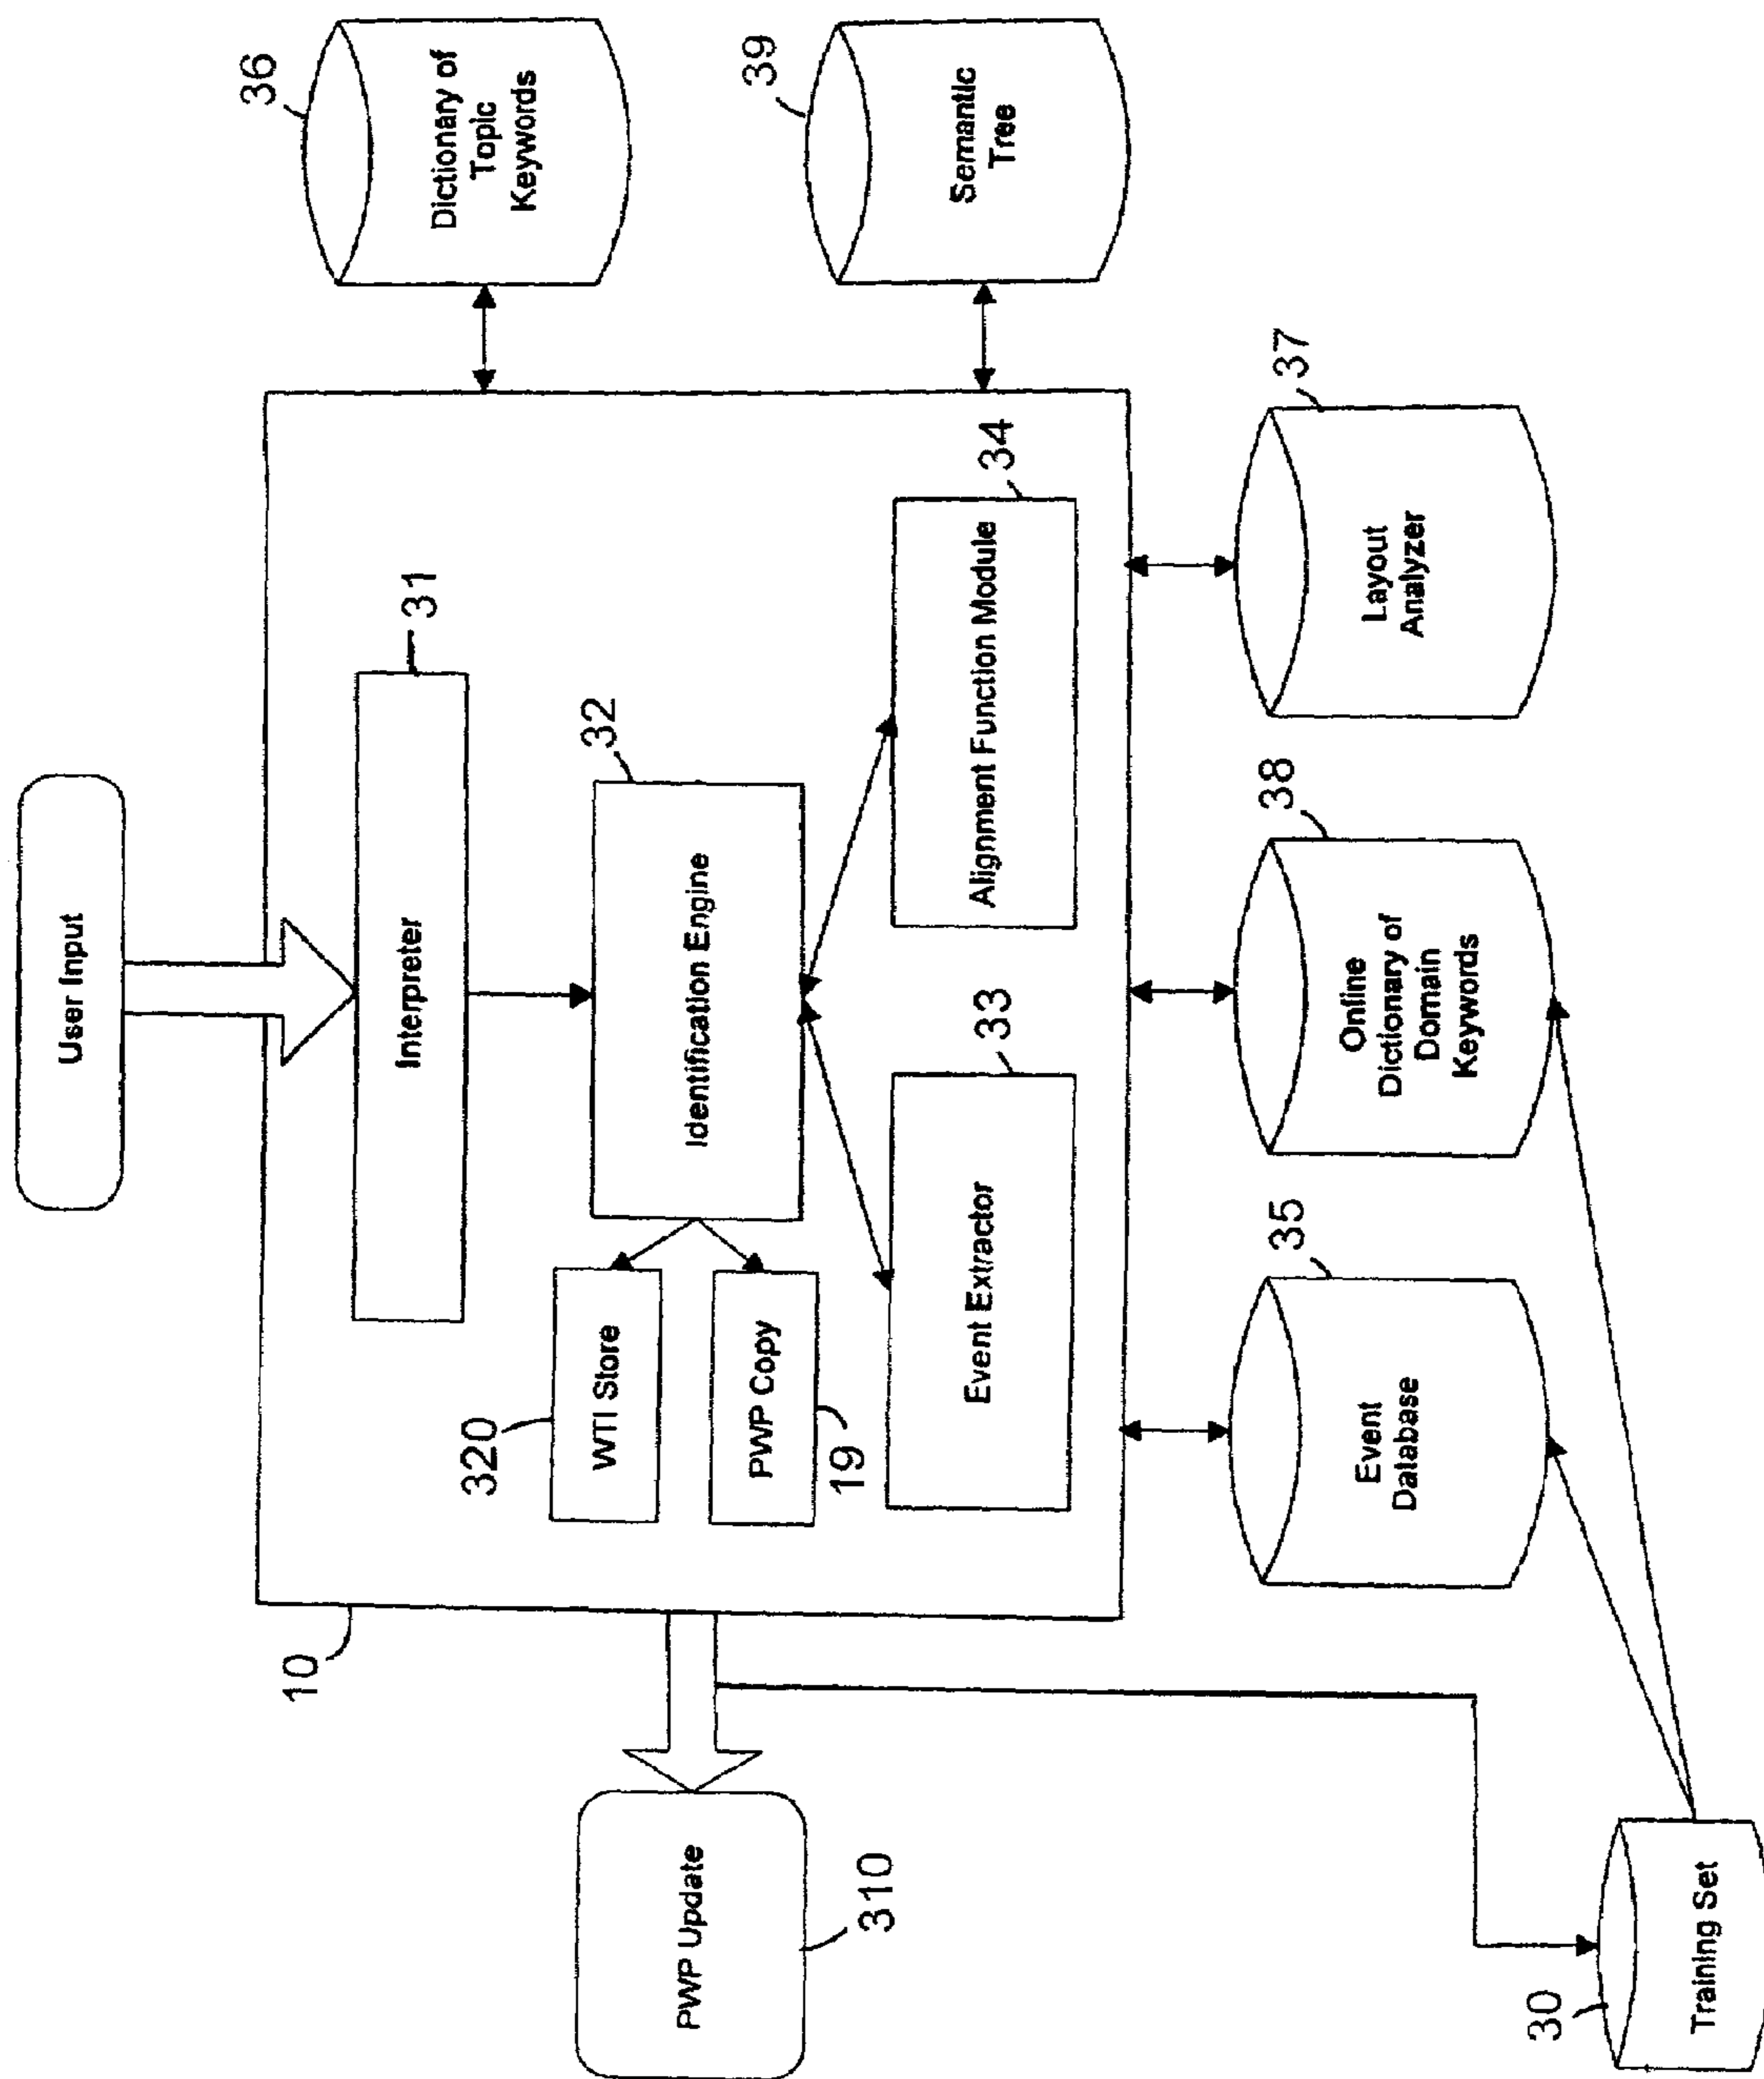 User Input
10
Interpreter
31
36
Dictionary of
Topic
Keywords
320
WTI Store
32
Identification Engine
PWP Update
310
PWP Copy
19
39
Semantic
Tree
Event Extractor
33
Alignment Function Module
34
35
Event
Database
38
Online
Dictionary of
Domain
Keywords
37
Layout
Analyzer
30
Training Set